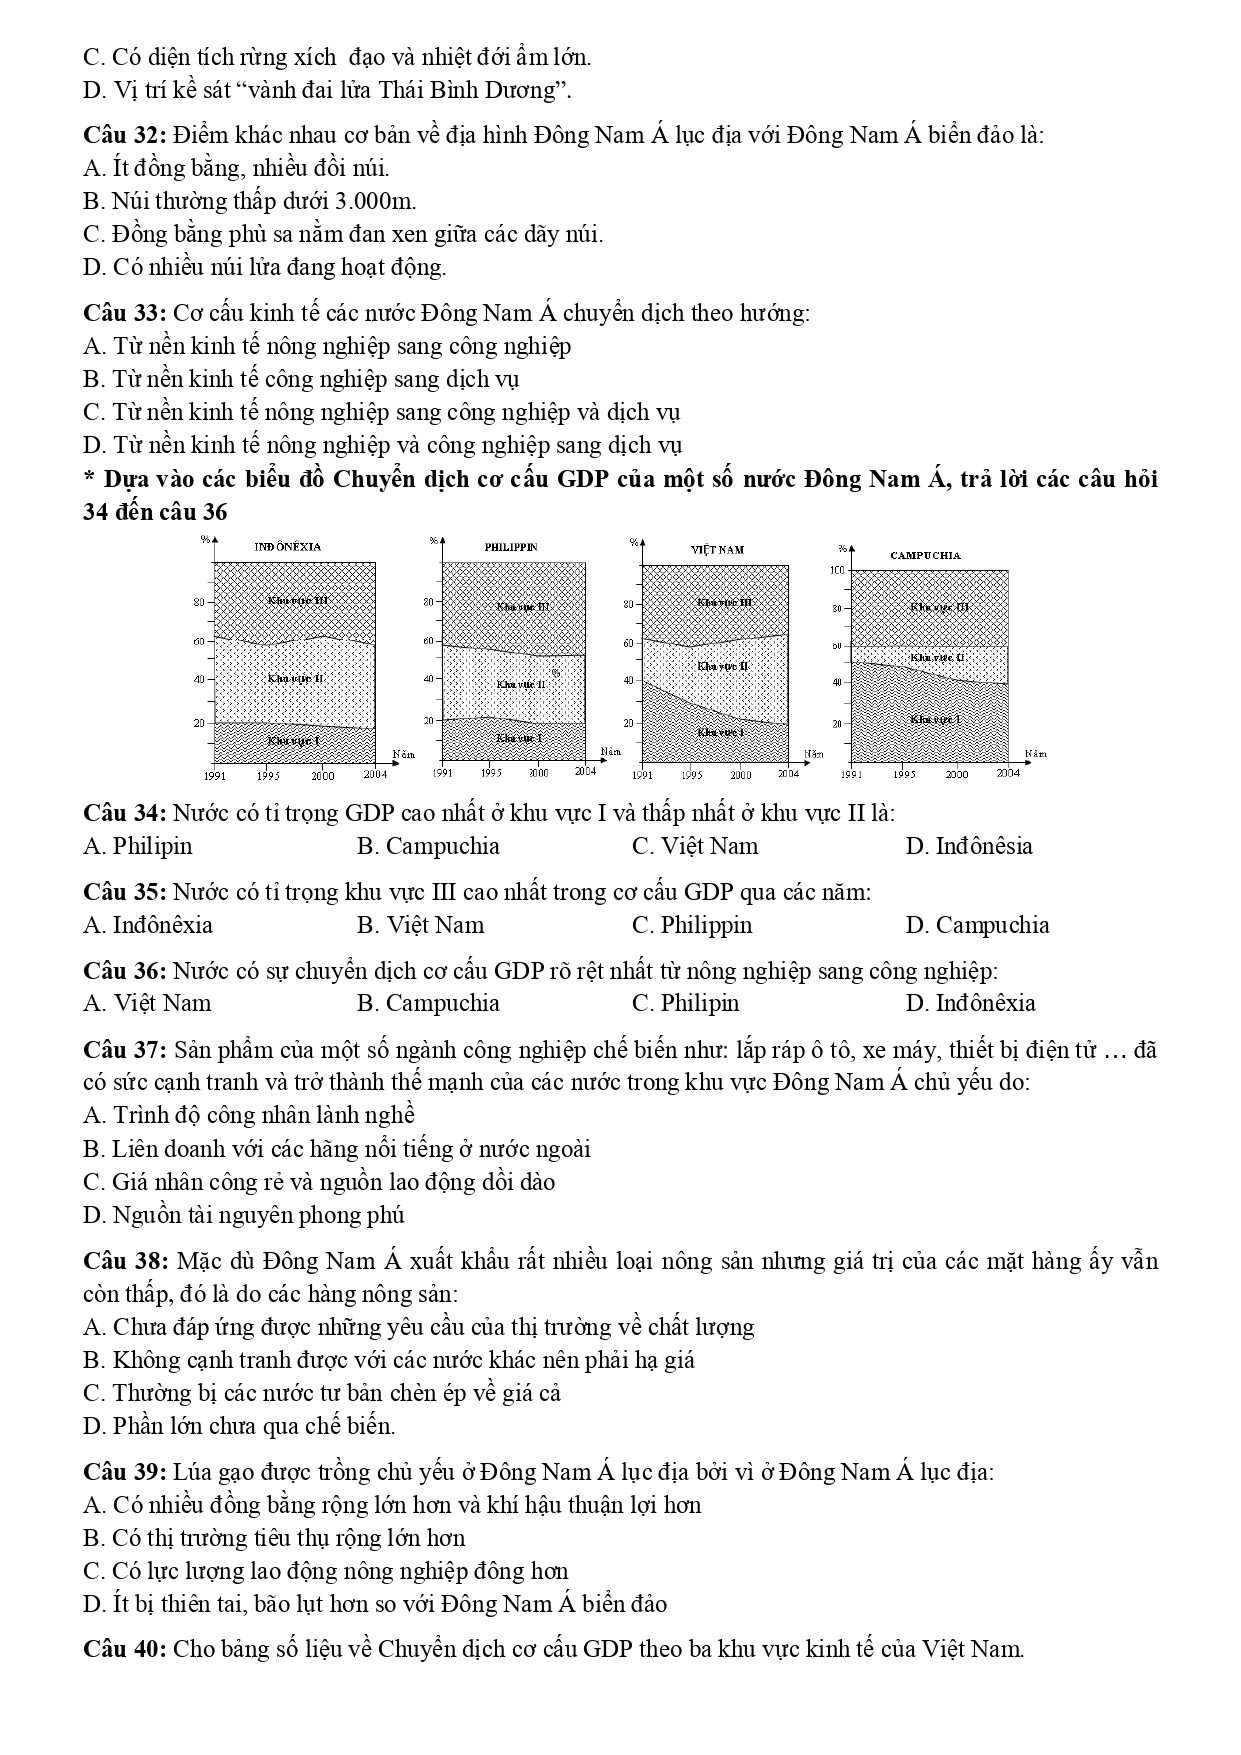 C. Có diện tích rừng xích đạo và nhiệt đới ẩm lớn.
D. Vị trí kề sát “vành đai lửa Thái Bình Dương”.
Câu 32: Điểm khác nhau cơ bản về địa hình Đông Nam Á lục địa với Đông Nam Á biển đảo là:
A. Ít đồng bằng, nhiều đồi núi.
B. Núi thường thấp dưới 3.000m.
C. Đồng bằng phù sa nằm đan xen giữa các dãy núi.
D. Có nhiều núi lửa đang hoạt động.
Câu 33: Cơ cấu kinh tế các nước Đông Nam Á chuyển dịch theo hướng:
A. Từ nền kinh tế nông nghiệp sang công nghiệp
B. Từ nền kinh tế công nghiệp sang dịch vụ
C. Từ nền kinh tế nông nghiệp sang công nghiệp và dịch vụ
D. Từ nền kinh tế nông nghiệp và công nghiệp sang dịch vụ
* Dựa vào các biểu đồ Chuyển dịch cơ cấu GDP của một số nước Đông Nam Á, trả lời các câu hỏi
34 đến câu 36
% INĐÔNÊXIA
80
60
40
20
Khu vực III
Khu vực II
Khu vực I
Năm
1991 1995 2000 2004
% PHILIPPIN
80
60
40
20
Khu vực III
%
Khu vực II
Khu vực I
Năm
1991 1995 2000 2004
% VIỆT NAM
80
60
40
20
Khu vực III
Khu vực II
Khu vực I
Năm
1991 1995 2000 2004
% CAMPUCHIA
100
80
60
40
20
Khu vực III
Khu vực II
Khu vực I
Năm
1991 1995 2000 2004
Câu 34: Nước có tỉ trọng GDP cao nhất ở khu vực I và thấp nhất ở khu vực II là:
A. Philipin B. Campuchia C. Việt Nam D. Inđônêsia
Câu 35: Nước có tỉ trọng khu vực III cao nhất trong cơ cấu GDP qua các năm:
A. Inđônêxia B. Việt Nam C. Philippin D. Campuchia
Câu 36: Nước có sự chuyển dịch cơ cấu GDP rõ rệt nhất từ nông nghiệp sang công nghiệp:
A. Việt Nam B. Campuchia C. Philipin D. Inđônêxia
Câu 37: Sản phẩm của một số ngành công nghiệp chế biến như: lắp ráp ô tô, xe máy, thiết bị điện tử … đã
có sức cạnh tranh và trở thành thế mạnh của các nước trong khu vực Đông Nam Á chủ yếu do:
A. Trình độ công nhân lành nghề
B. Liên doanh với các hãng nổi tiếng ở nước ngoài
C. Giá nhân công rẻ và nguồn lao động dồi dào
D. Nguồn tài nguyên phong phú
Câu 38: Mặc dù Đông Nam Á xuất khẩu rất nhiều loại nông sản nhưng giá trị của các mặt hàng ấy vẫn
còn thấp, đó là do các hàng nông sản:
A. Chưa đáp ứng được những yêu cầu của thị trường về chất lượng
B. Không cạnh tranh được với các nước khác nên phải hạ giá
C. Thường bị các nước tư bản chèn ép về giá cả
D. Phần lớn chưa qua chế biến.
Câu 39: Lúa gạo được trồng chủ yếu ở Đông Nam Á lục địa bởi vì ở Đông Nam Á lục địa:
A. Có nhiều đồng bằng rộng lớn hơn và khí hậu thuận lợi hơn
B. Có thị trường tiêu thụ rộng lớn hơn
C. Có lực lượng lao động nông nghiệp đông hơn
D. Ít bị thiên tai, bão lụt hơn so với Đông Nam Á biển đảo
Câu 40: Cho bảng số liệu về Chuyển dịch cơ cấu GDP theo ba khu vực kinh tế của Việt Nam.